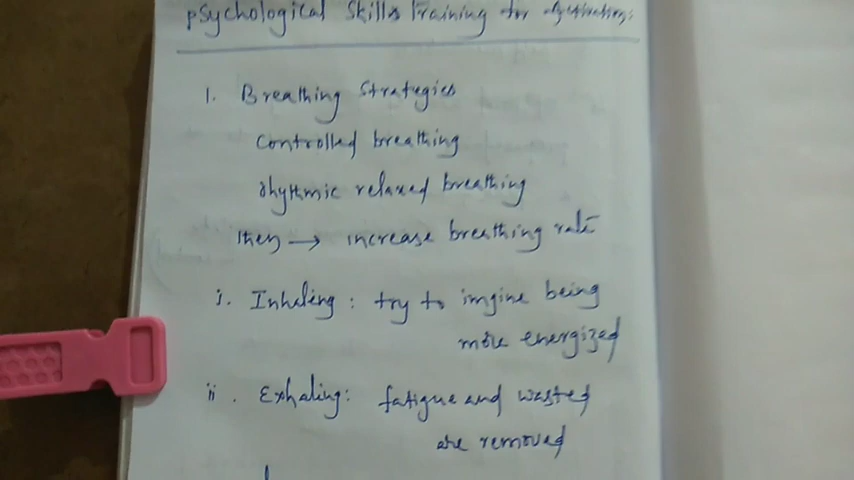 psychological Skills Training for
1. Breathing Strategies
controlled breathing
rhythmic relaxed breathing
then → increase breathing rate
i. Inhaling : try to imgine being
more energized
ii. Exhaling: fatigue and wasted
are removed